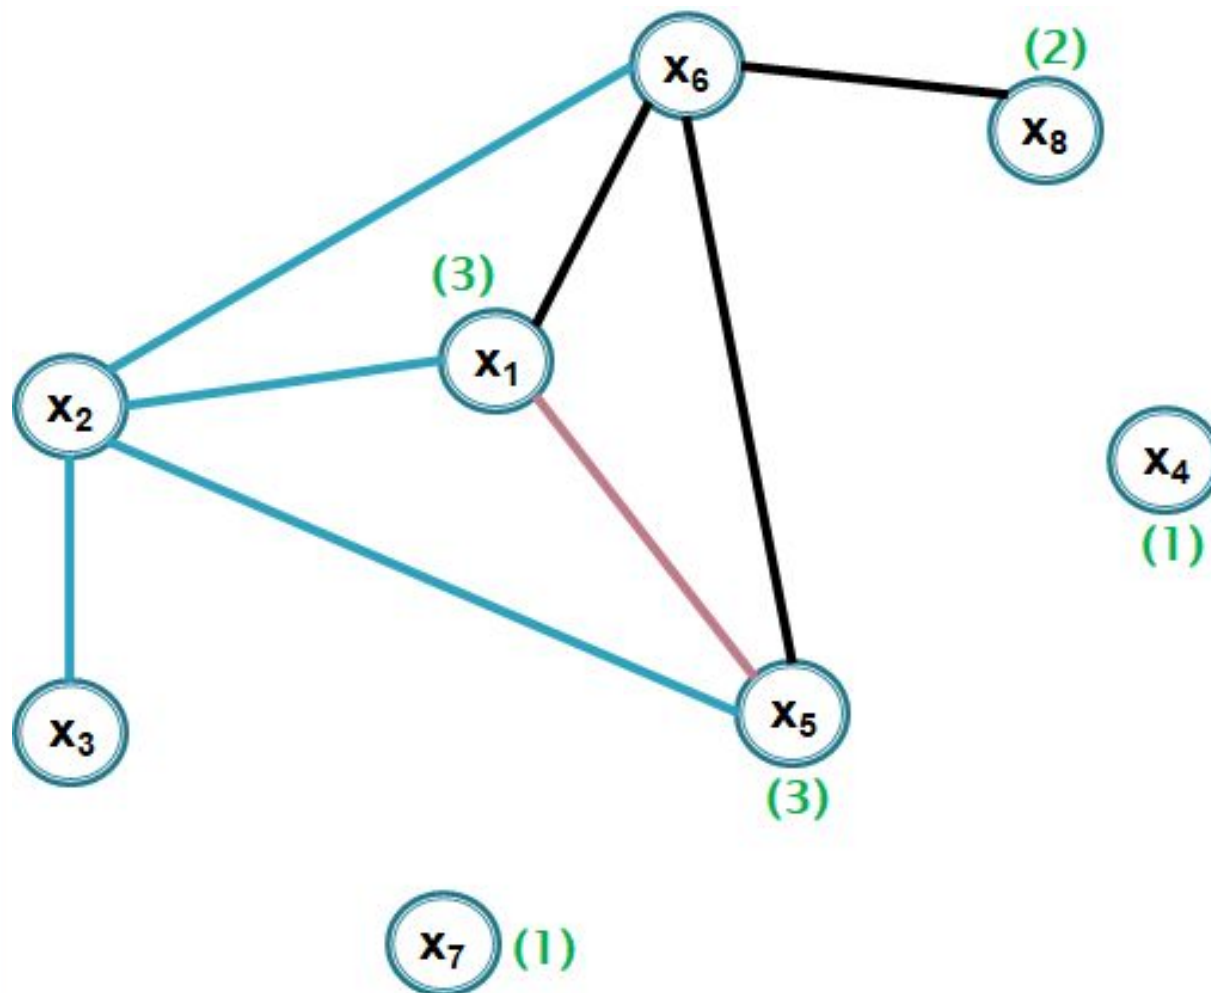 x₆
(2)
x₈
(3)
x₁
x₂
x₄
(1)
x₃
x₅
(3)
x₇ (1)